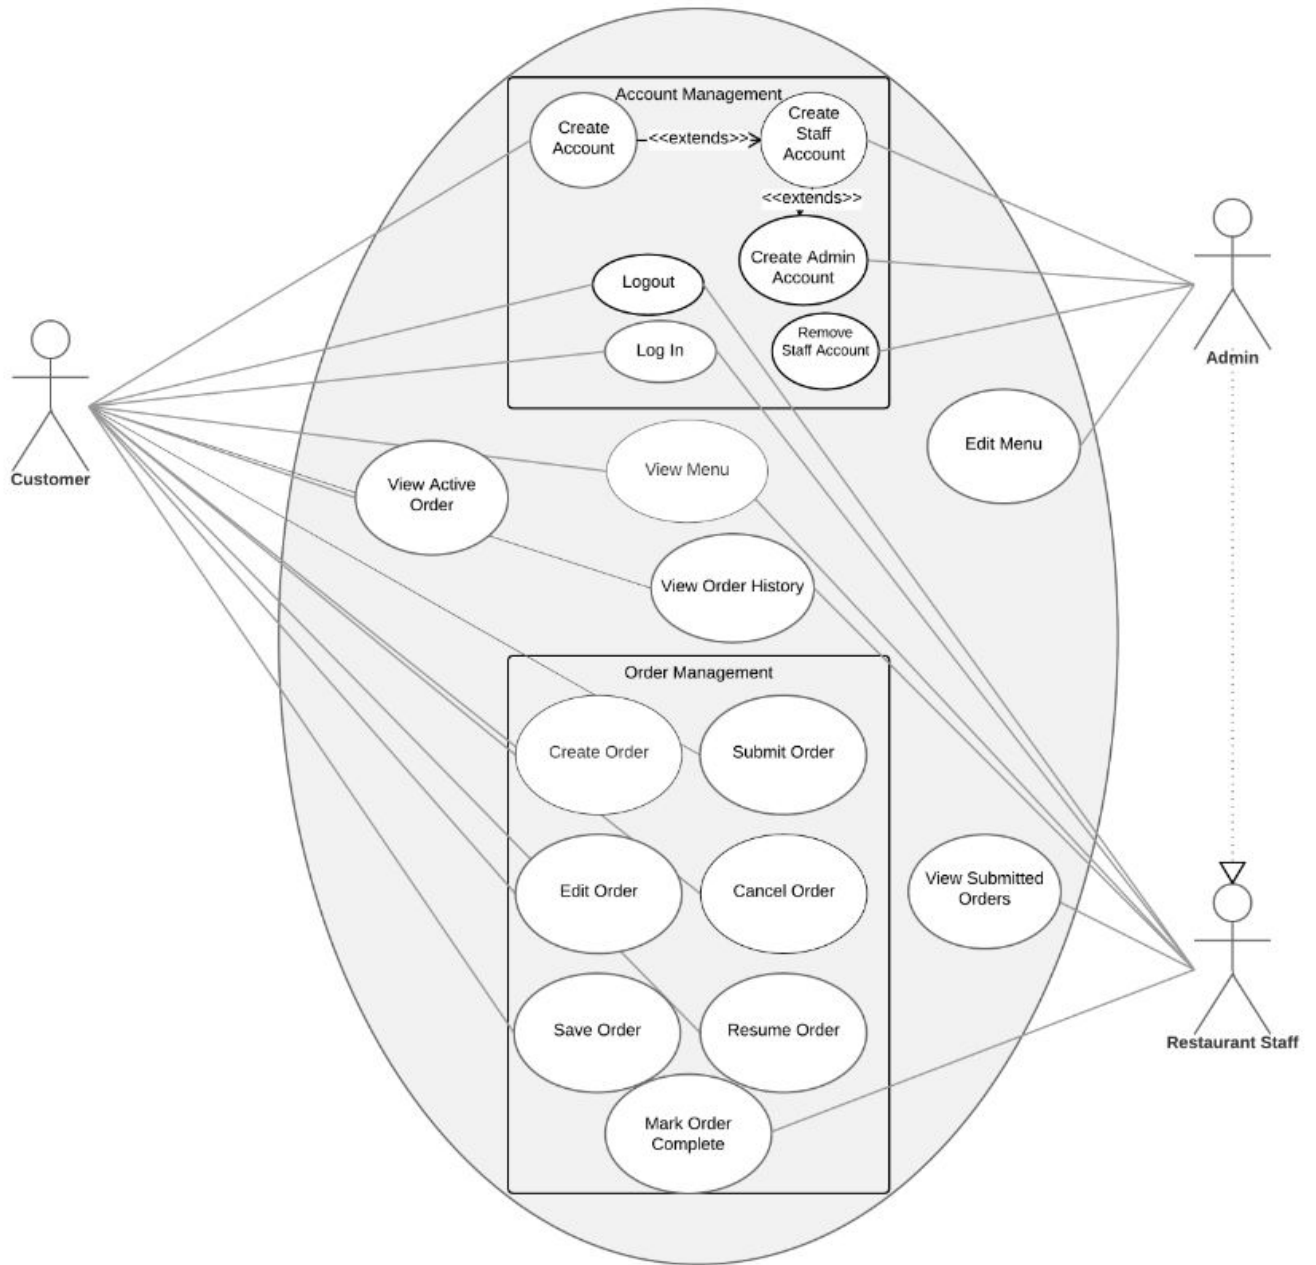 Account Management
Create
Account
<<extends>>
Create
Staff
Account
<<extends>>
Create Admin
Account
Logout
Log In
Remove
Staff Account
Customer
Admin
Edit Menu
View Menu
View Active
Order
View Order History
Order Management
Create Order
Submit Order
Edit Order
Cancel Order
View Submitted
Orders
Save Order
Resume Order
Restaurant Staff
Mark Order
Complete